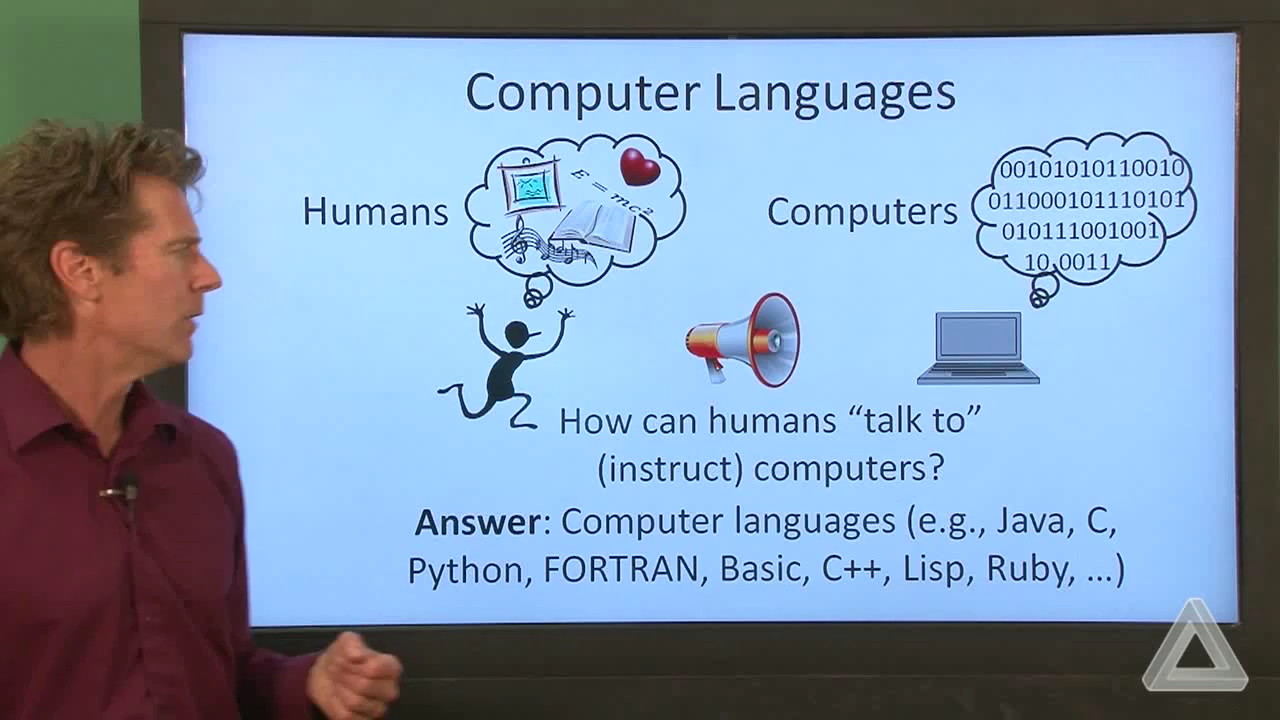 Computer Languages
Humans
E = mc²
Computers
00101010110010
011000101110101
010111001001
10 0011
How can humans “talk to”
(instruct) computers?
Answer: Computer languages (e.g., Java, C,
Python, FORTRAN, Basic, C++, Lisp, Ruby, ...)